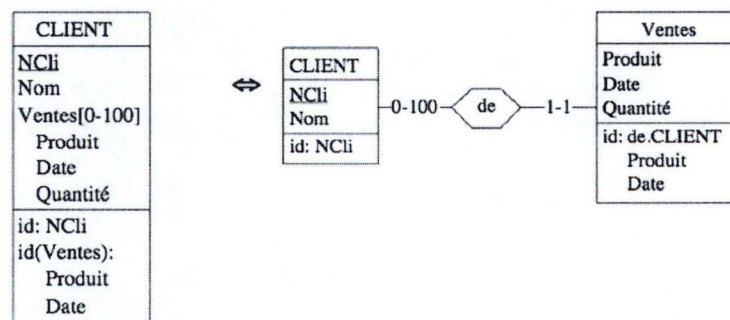 CLIENT
NCli
Nom
Ventes[0-100]
Produit
Date
Quantité
id: NCli
id(Ventes):
Produit
Date
⇔
CLIENT
NCli
Nom
id: NCli
0-100
de
1-1
Ventes
Produit
Date
Quantité
id: de.CLIENT
Produit
Date